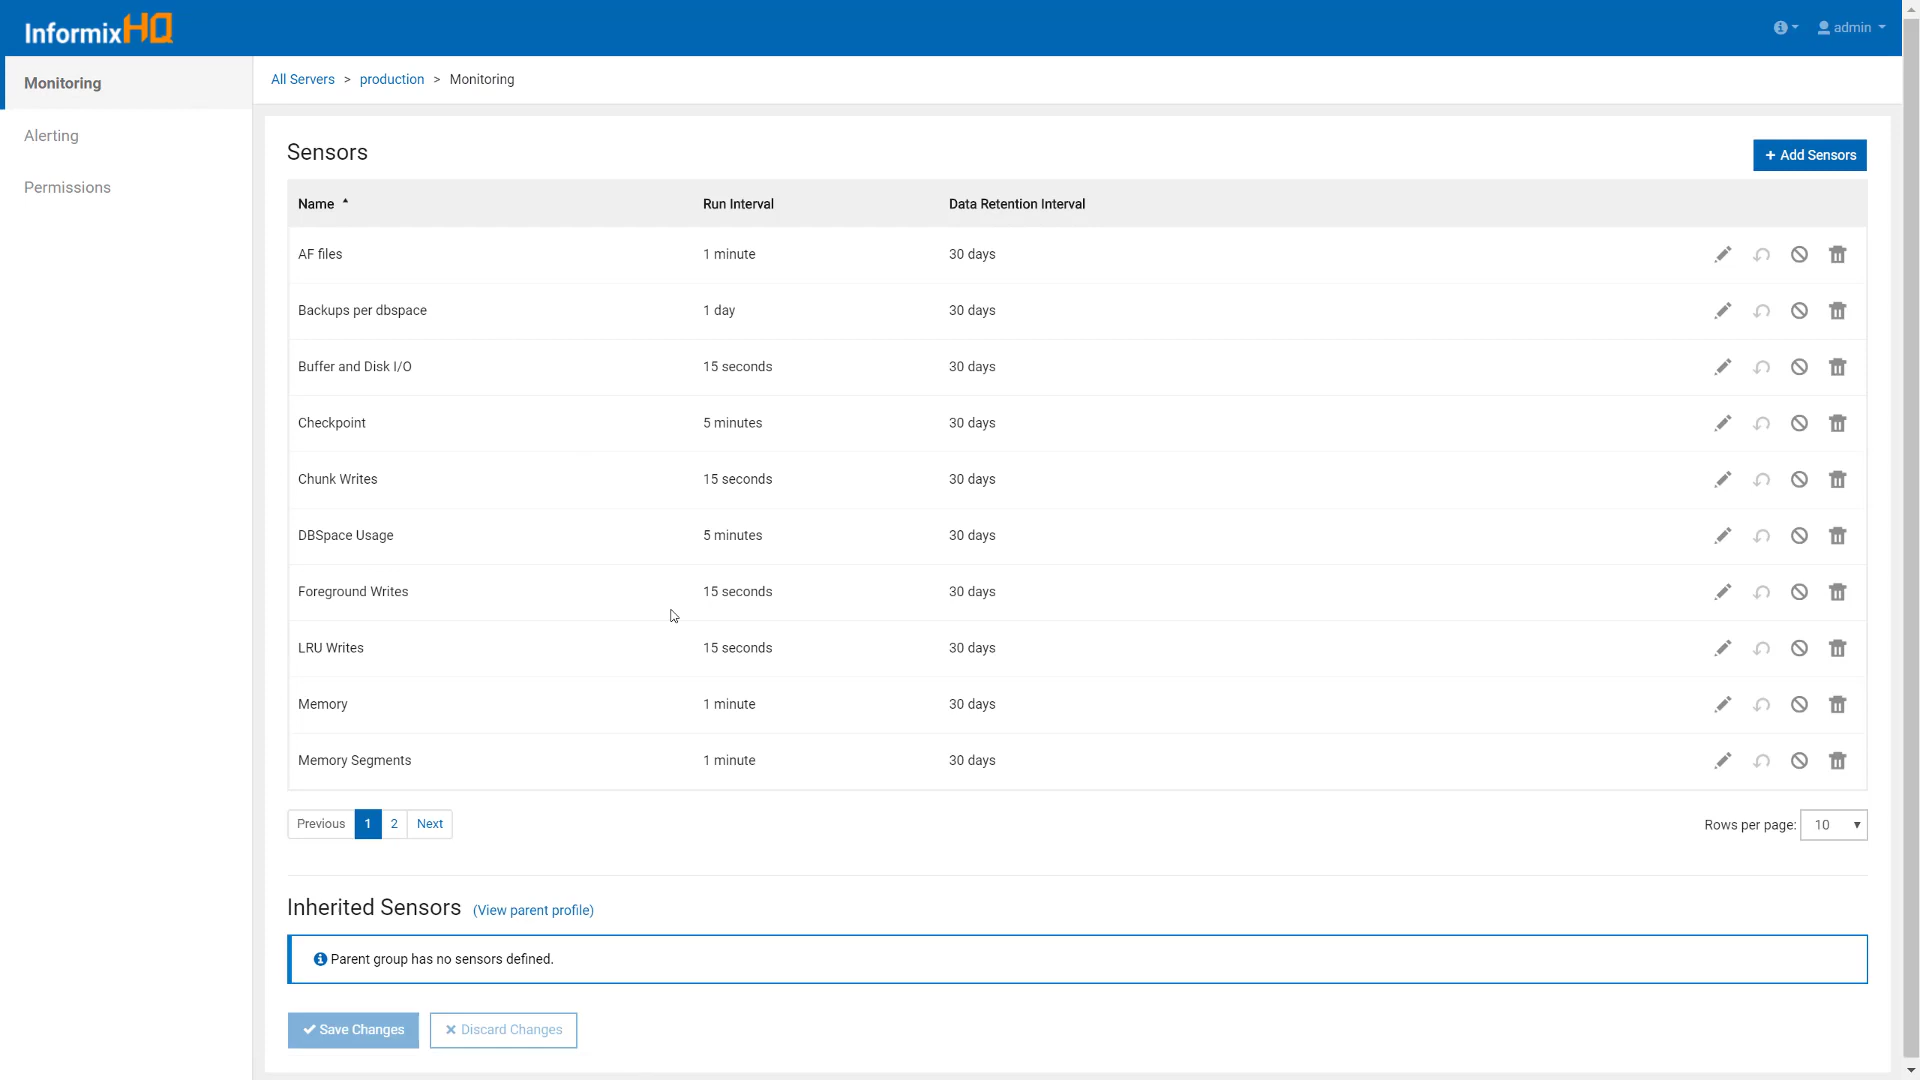 InformixHQ
admin
Monitoring
Alerting
Permissions
All Servers > production > Monitoring
Sensors
+ Add Sensors
Name Run Interval Data Retention Interval
AF files 1 minute 30 days
Backups per dbspace 1 day 30 days
Buffer and Disk I/O 15 seconds 30 days
Checkpoint 5 minutes 30 days
Chunk Writes 15 seconds 30 days
DBSpace Usage 5 minutes 30 days
Foreground Writes 15 seconds 30 days
LRU Writes 15 seconds 30 days
Memory 1 minute 30 days
Memory Segments 1 minute 30 days
Previous 1 2 Next
Rows per page: 10
Inherited Sensors (View parent profile)
Parent group has no sensors defined.
Save Changes Discard Changes